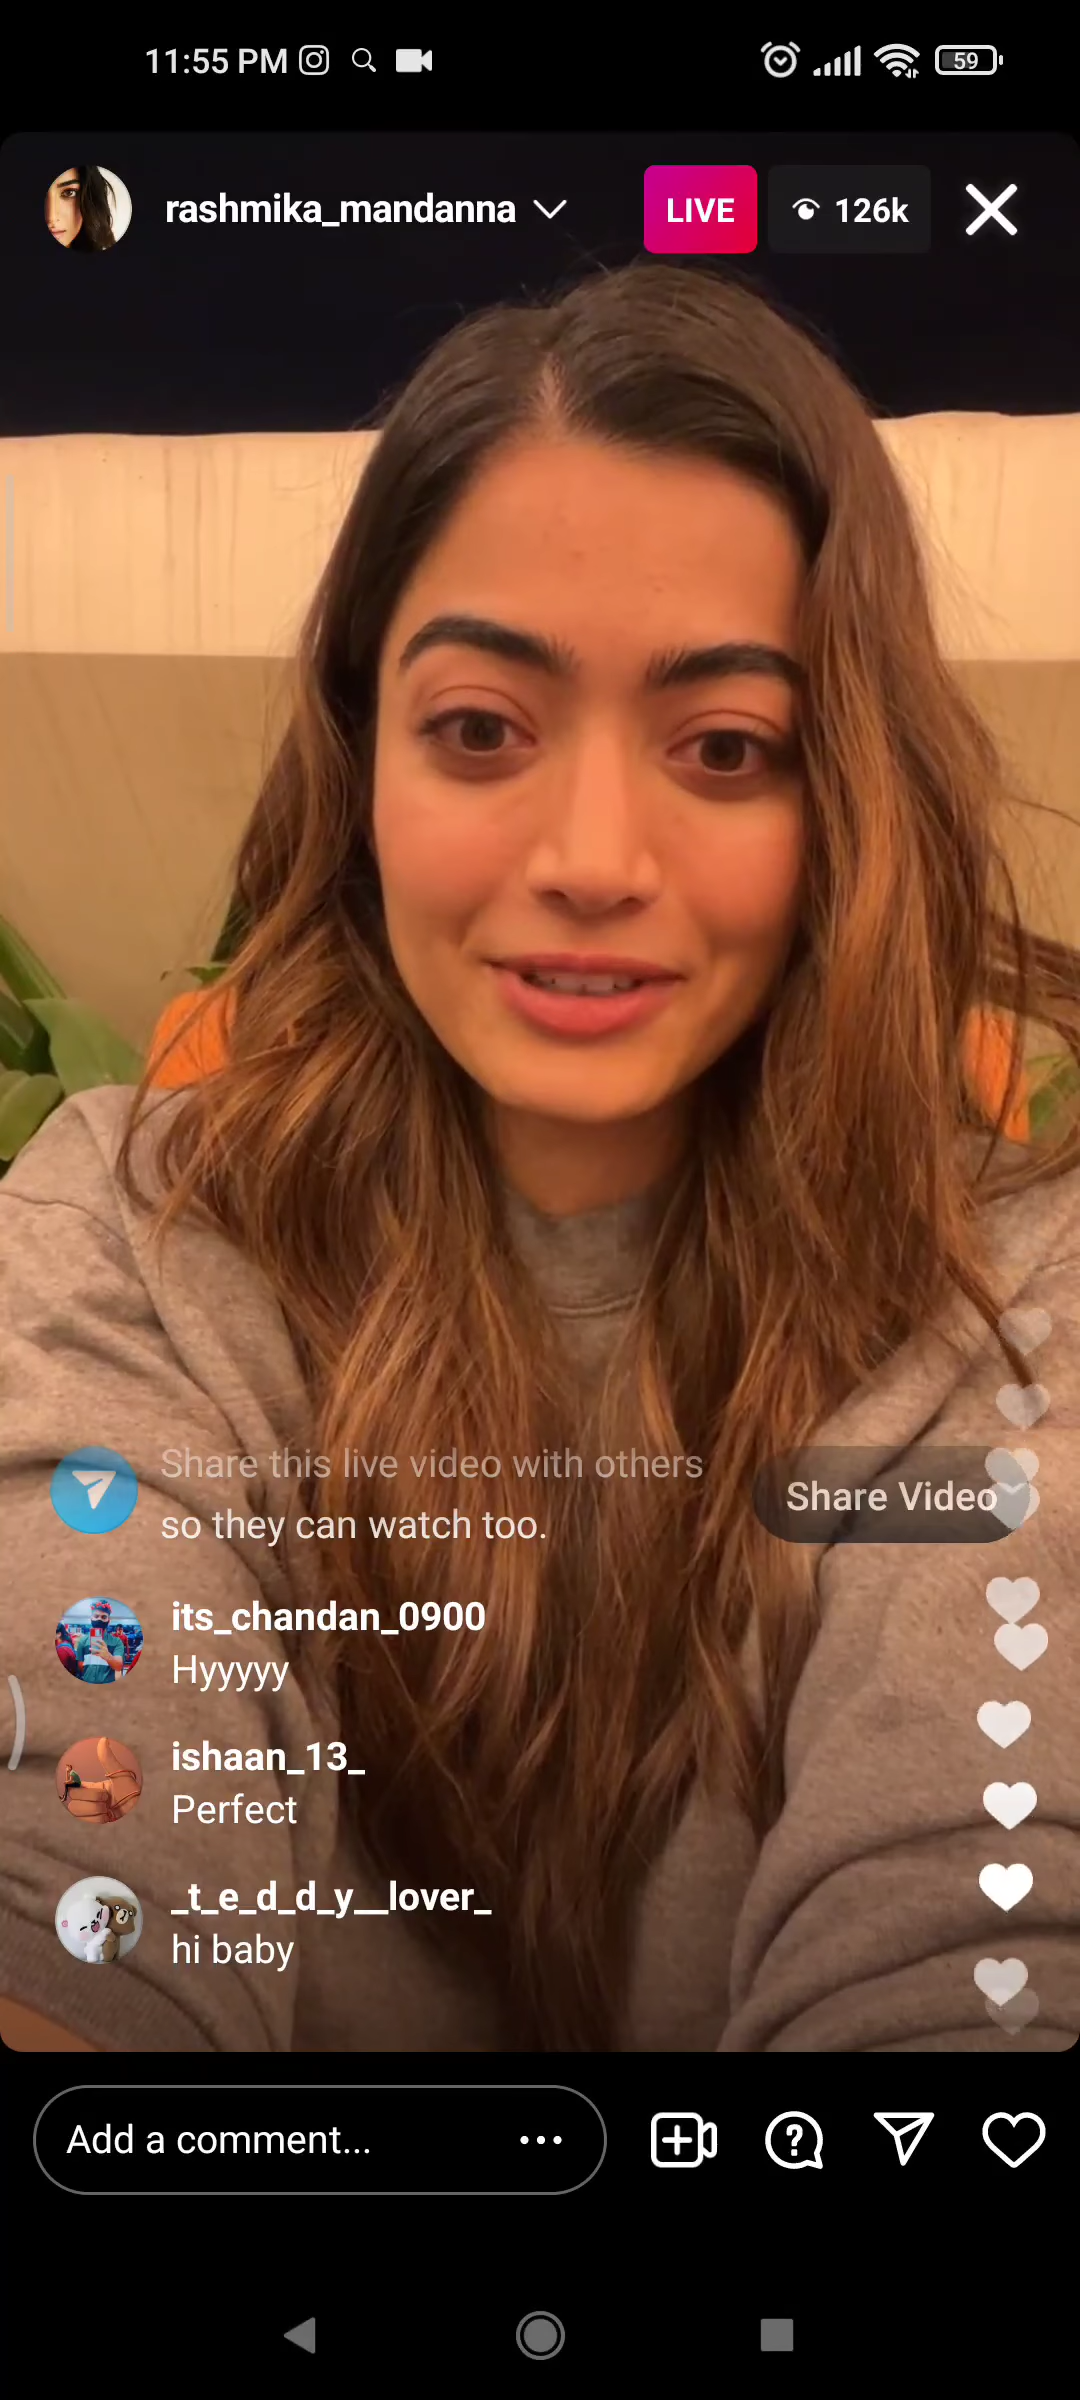 11:55 PM
59
rashmika_mandanna
LIVE
126k
Share this live video with others
so they can watch too.
Share Video
its_chandan_0900
Hyyyyy
ishaan_13_
Perfect
_t_e_d_d_y__lover_
hi baby
Add a comment...